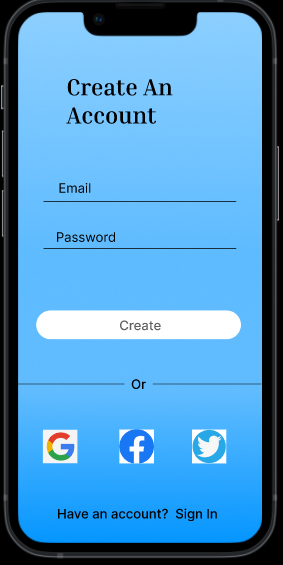 Create An
Account
Email
Password
Create
Or
Have an account? Sign In